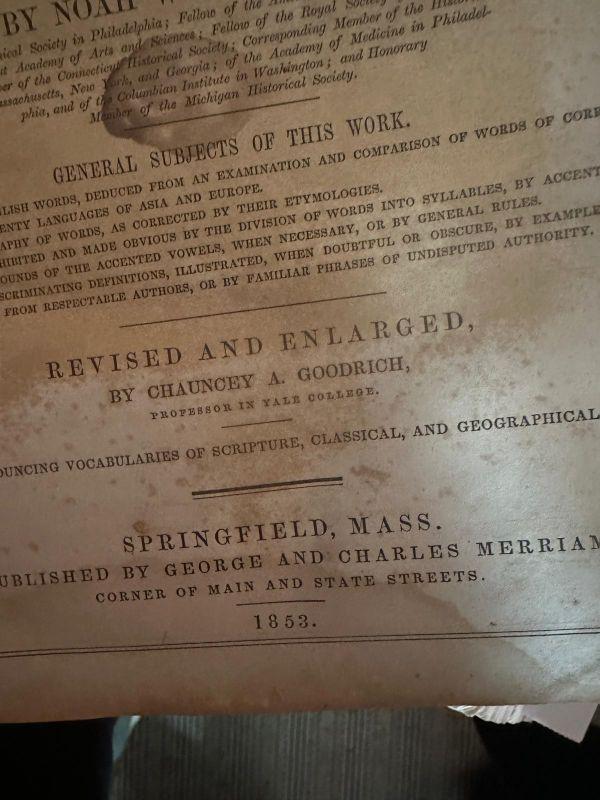 BY NOAH
Society in Philadelphia; Fellow of the
Academy of Arts and Sciences; Fellow of the Royal Society
of the Connecticut Historical Society; Corresponding Member of the
Massachusetts, New York, and Georgia; of the Academy of Medicine in Philadel-
phia, and of the Columbian Institute in Washington; and Honorary
Member of the Michigan Historical Society.
GENERAL SUBJECTS OF THIS WORK.
LISH WORDS, DEDUCED FROM AN EXAMINATION AND COMPARISON OF WORDS OF CORR
ENTY LANGUAGES OF ASIA AND EUROPE.
APHY OF WORDS, AS CORRECTED BY THEIR ETYMOLOGIES.
HIBITED AND MADE OBVIOUS BY THE DIVISION OF WORDS INTO SYLLABLES, BY ACCENT
OUNDS OF THE ACCENTED VOWELS, WHEN NECESSARY, OR BY GENERAL RULES.
SCRIMINATING DEFINITIONS, ILLUSTRATED, WHEN DOUBTFUL OR OBSCURE, BY EXAMPLE
FROM RESPECTABLE AUTHORS, OR BY FAMILIAR PHRASES OF UNDISPUTED AUTHORITY.
REVISED AND ENLARGED,
BY CHAUNCEY A. GOODRICH,
PROFESSOR IN YALE COLLEGE.
OUNCING VOCABULARIES OF SCRIPTURE, CLASSICAL, AND GEOGRAPHICAL
SPRINGFIELD, MASS.
UBLISHED BY GEORGE AND CHARLES MERRIAM
CORNER OF MAIN AND STATE STREETS.
1853.